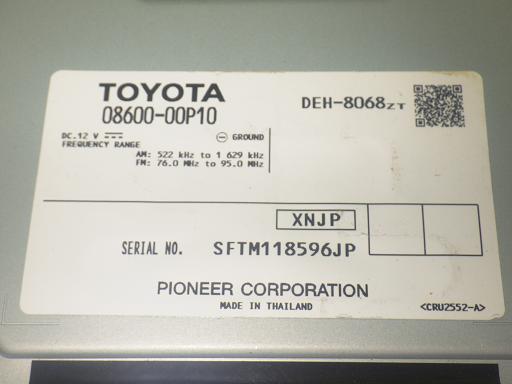 TOYOTA
08600-00P10
DEH-8068ZT
DC.12 V
⊖ GROUND
FREQUENCY RANGE
AM: 522 kHz to 1 629 kHz
FM: 76.0 MHz to 95.0 MHz
XNJP
SERIAL NO. SFTM118596JP
PIONEER CORPORATION
MADE IN THAILAND
<CRU2552-A>